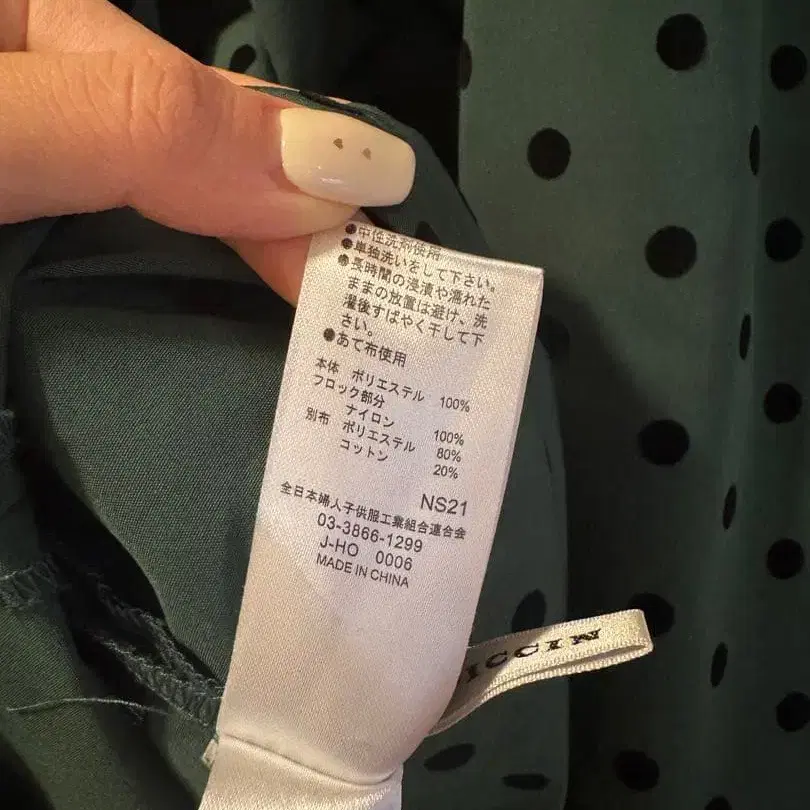 ●中性洗剤使用
●単独洗いをして下さい。
●長時間の浸漬や濡れた
ままの放置は避け、洗
濯後すばやく干して下
さい。
●あて布使用
本体 ポリエステル 100%
フロック部分
ナイロン 100%
別布 ポリエステル 80%
コットン 20%
NS21
全日本婦人子供服工業組合連合会
03-3866-1299
J-HO 0006
MADE IN CHINA
ICCIN